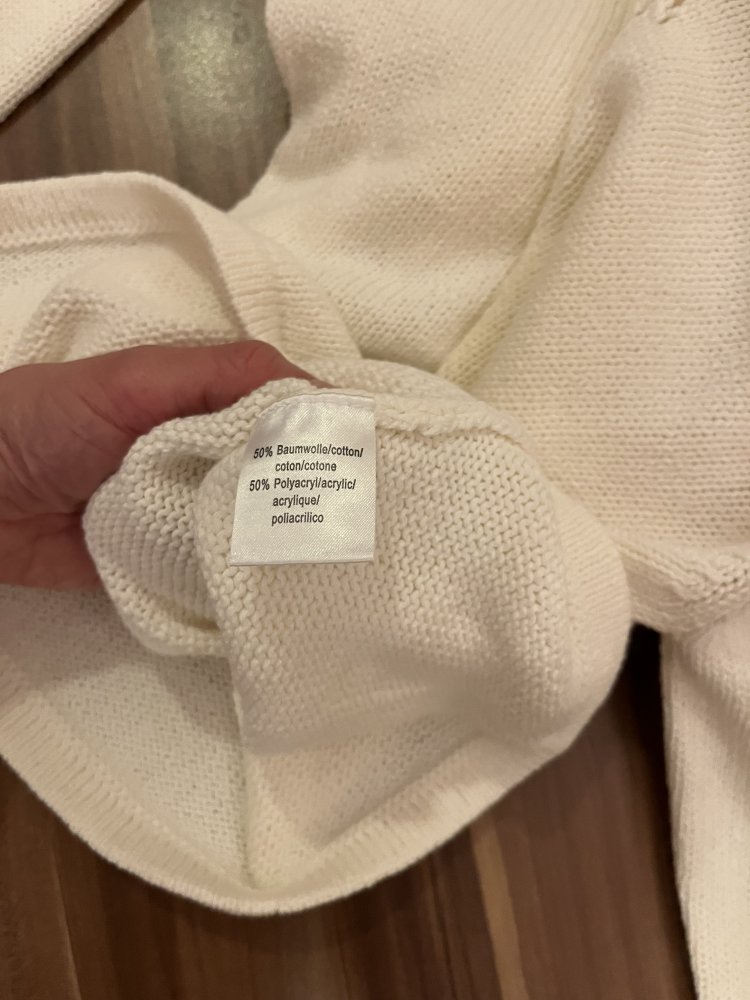 50% Baumwolle/cotton/
coton/cotone
50% Polyacryl/acrylic/
acrylique/
poliacrilico